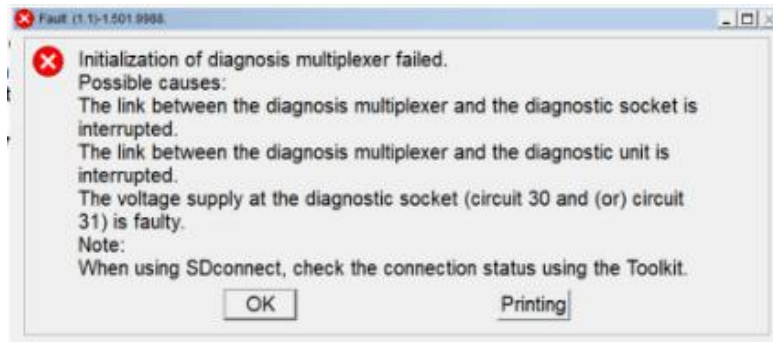 Fault (1.1)-1.501.9988.
Initialization of diagnosis multiplexer failed.
Possible causes:
The link between the diagnosis multiplexer and the diagnostic socket is
interrupted.
The link between the diagnosis multiplexer and the diagnostic unit is
interrupted.
The voltage supply at the diagnostic socket (circuit 30 and (or) circuit
31) is faulty.
Note:
When using SDconnect, check the connection status using the Toolkit.
OK
Printing